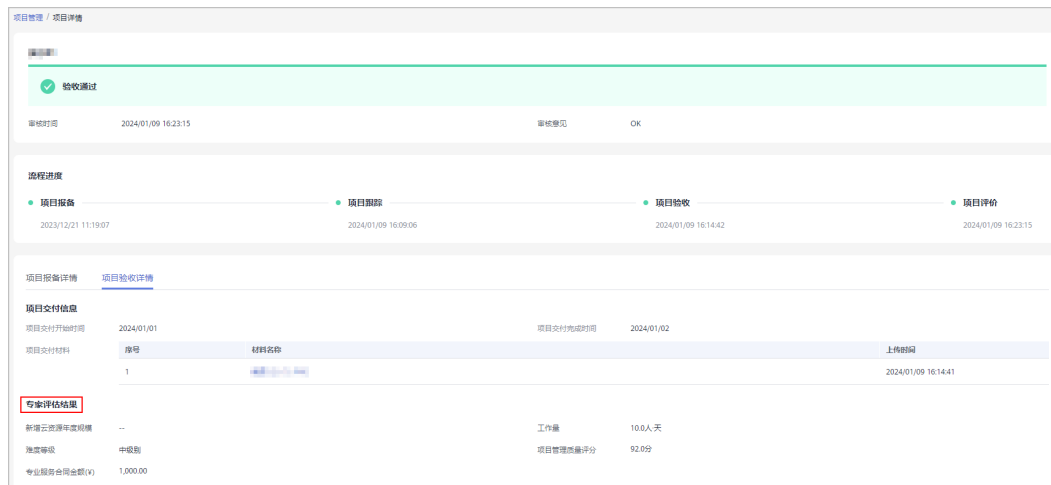 项目管理 / 项目详情
验收通过
审核时间 2024/01/09 16:23:15 审核意见 OK
流程进度
项目报备 项目跟踪 项目验收 项目评价
2023/12/21 11:19:07 2024/01/09 16:09:06 2024/01/09 16:14:42 2024/01/09 16:23:15
项目报备详情 项目验收详情
项目交付信息
项目交付开始时间 2024/01/01 项目交付完成时间 2024/01/02
项目交付材料 序号 材料名称 上传时间
1 2024/01/09 16:14:41
专家评估结果
新增云资源年度规模 -- 工作量 10.0人天
难度等级 中级别 项目管理质量评分 92.0分
专业服务合同金额(¥) 1,000.00